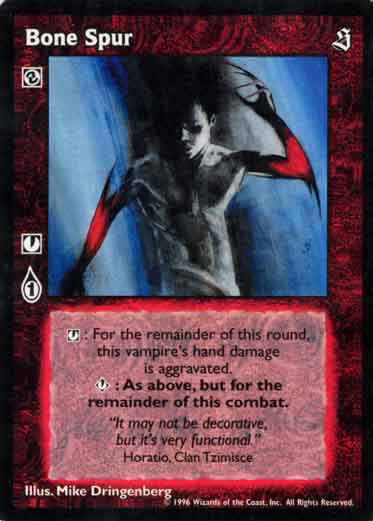 Bone Spur
S
1
: For the remainder of this round,
this vampire's hand damage
is aggravated.
: As above, but for the
remainder of this combat.
"It may not be decorative,
but it's very functional."
Horatio, Clan Tzimisce
Illus. Mike Dringenberg
© 1996 Wizards of the Coast, Inc. All Rights Reserved.